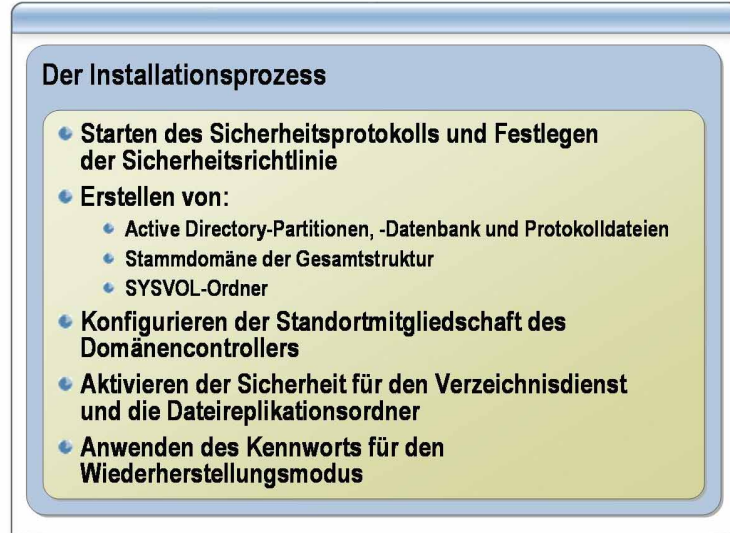 Der Installationsprozess
Starten des Sicherheitsprotokolls und Festlegen
der Sicherheitsrichtlinie
Erstellen von:
Active Directory-Partitionen, -Datenbank und Protokolldateien
Stammdomäne der Gesamtstruktur
SYSVOL-Ordner
Konfigurieren der Standortmitgliedschaft des
Domänencontrollers
Aktivieren der Sicherheit für den Verzeichnisdienst
und die Dateireplikationsordner
Anwenden des Kennworts für den
Wiederherstellungsmodus